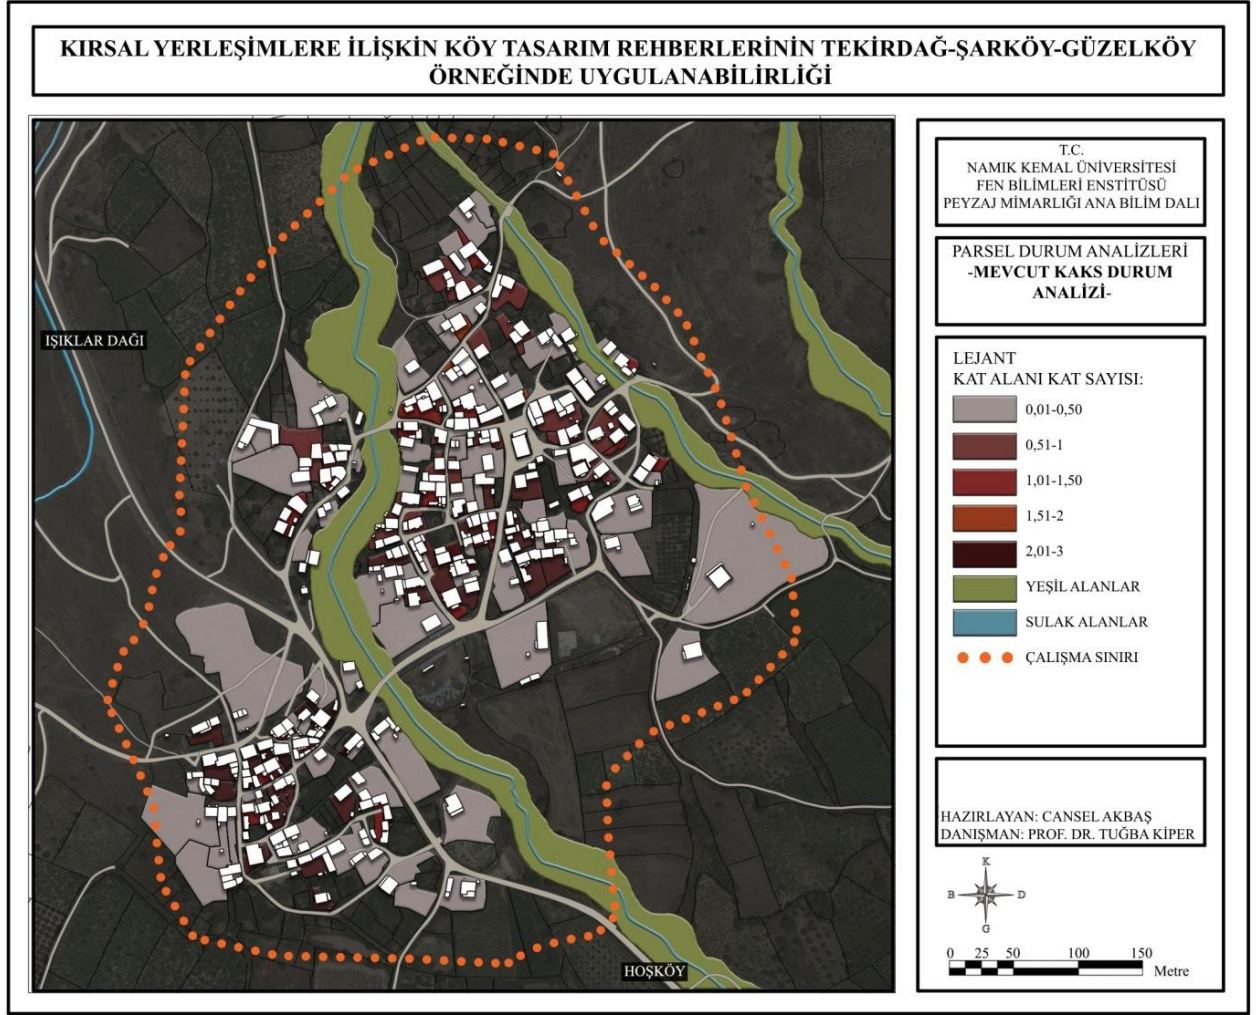 KIRSAL YERLEŞİMLERE İLİŞKİN KÖY TASARIM REHBERLERİNİN TEKİRDAĞ-ŞARKÖY-GÜZELKÖY
ÖRNEĞİNDE UYGULANABİLİRLİĞİ
IŞIKLAR DAĞI
HOŞKÖY
T.C.
NAMIK KEMAL ÜNİVERSİTESİ
FEN BİLİMLERİ ENSTİTÜSÜ
PEYZAJ MİMARLIĞI ANA BİLİM DALI
PARSEL DURUM ANALİZLERİ
-MEVCUT KAKS DURUM
ANALİZİ-
LEJANT
KAT ALANI KAT SAYISI:
0,01-0,50
0,51-1
1,01-1,50
1,51-2
2,01-3
YEŞİL ALANLAR
SULAK ALANLAR
ÇALIŞMA SINIRI
HAZIRLAYAN: CANSEL AKBAŞ
DANIŞMAN: PROF. DR. TUĞBA KİPER
K
B D
G
0 25 50 100 150
Metre